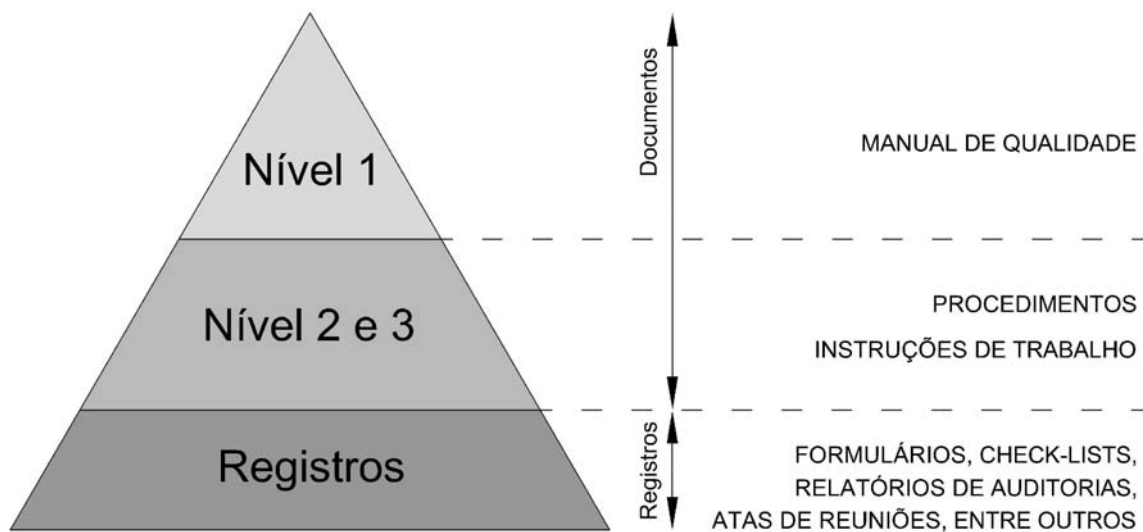 Nível 1
Documentos
MANUAL DE QUALIDADE
Nível 2 e 3
PROCEDIMENTOS
INSTRUÇÕES DE TRABALHO
Registros
Registros
FORMULÁRIOS, CHECK-LISTS,
RELATÓRIOS DE AUDITORIAS,
ATAS DE REUNIÕES, ENTRE OUTROS